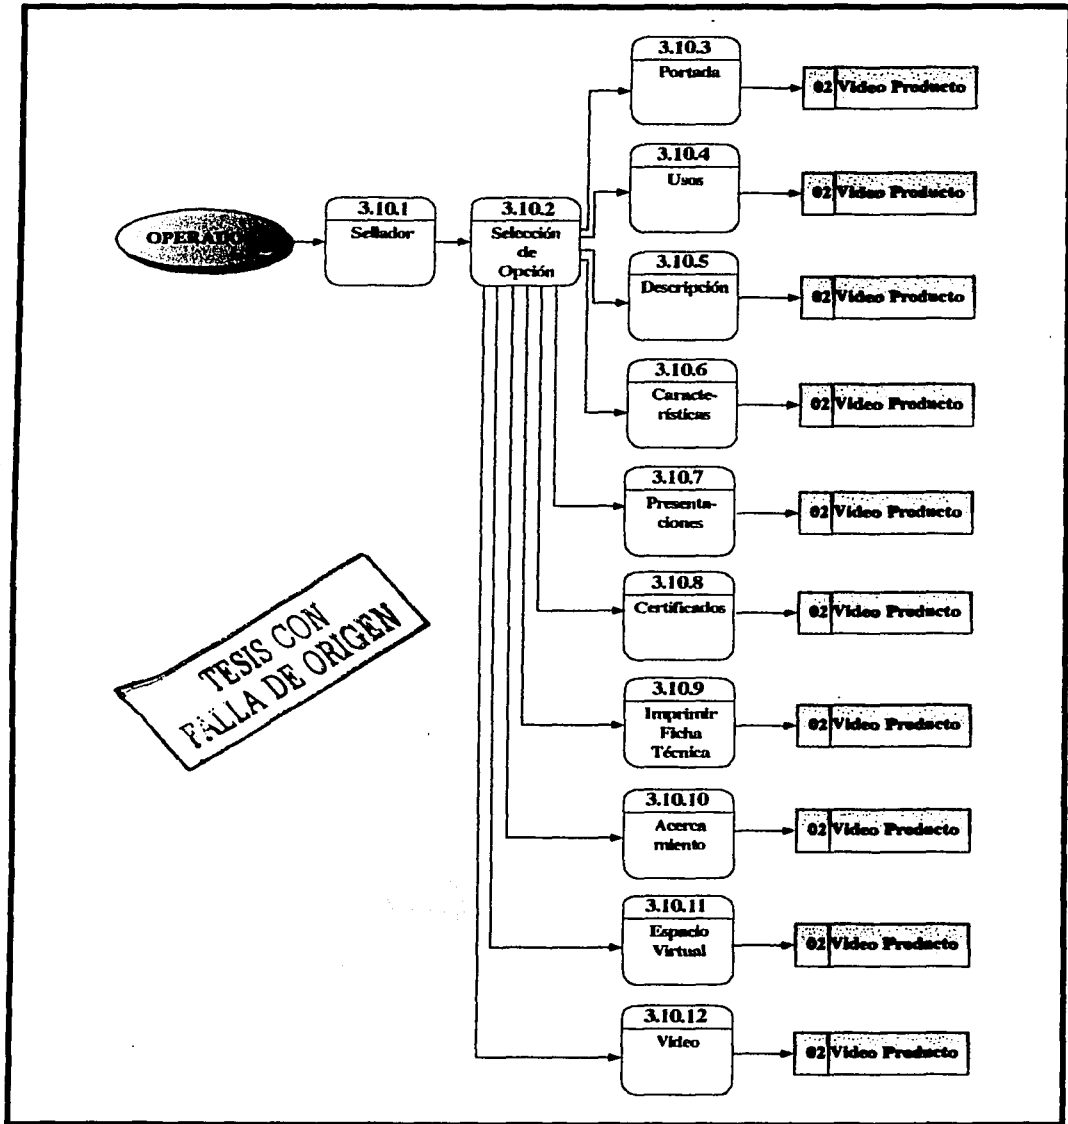 3.10.3
Portada
02 Video Producto
3.10.4
Usos
02 Video Producto
OPERADO
3.10.1
Sellador
3.10.2
Selección
de
Opción
3.10.5
Descripción
02 Video Producto
3.10.6
Caracte-
rísticas
02 Video Producto
3.10.7
Presenta-
ciones
02 Video Producto
3.10.8
Certificados
02 Video Producto
TESIS CON
FALLA DE ORIGEN
3.10.9
Imprimir
Ficha
Técnica
02 Video Producto
3.10.10
Acerca
miento
02 Video Producto
3.10.11
Espacio
Virtual
02 Video Producto
3.10.12
Video
02 Video Producto